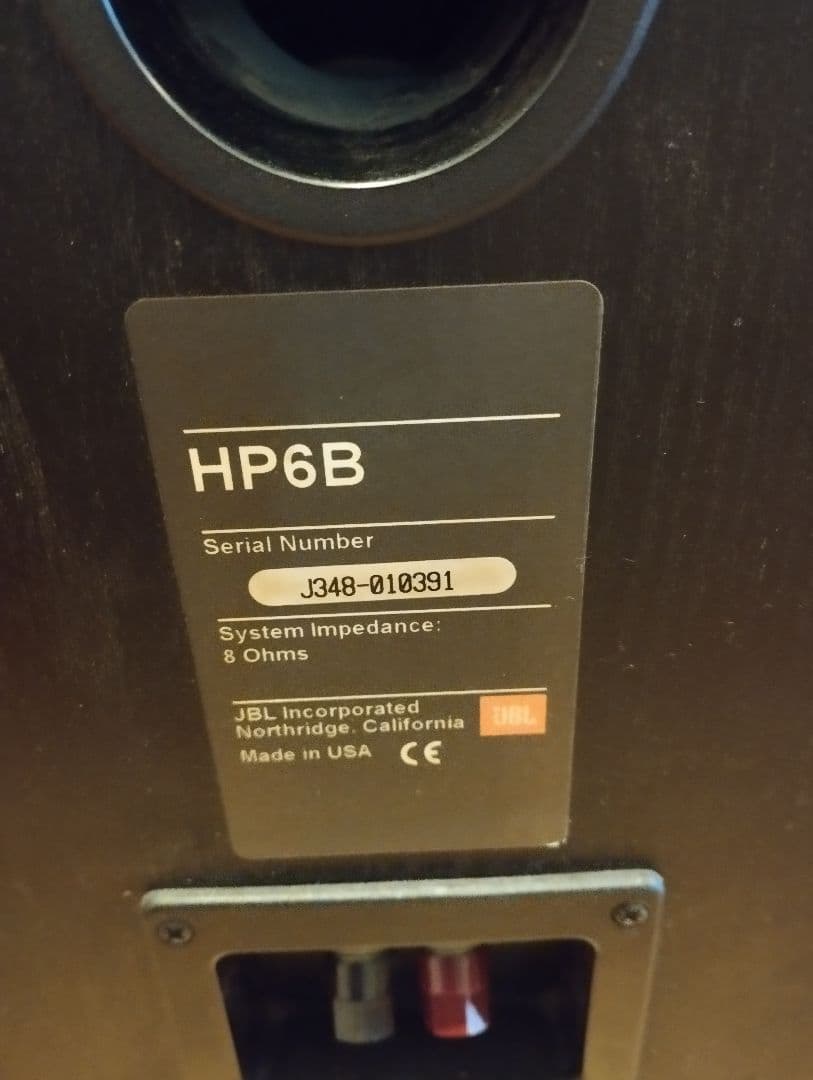 HP6B
Serial Number
J348-010391
System Impedance:
8 Ohms
JBL Incorporated
Northridge, California
JBL
Made in USA CE